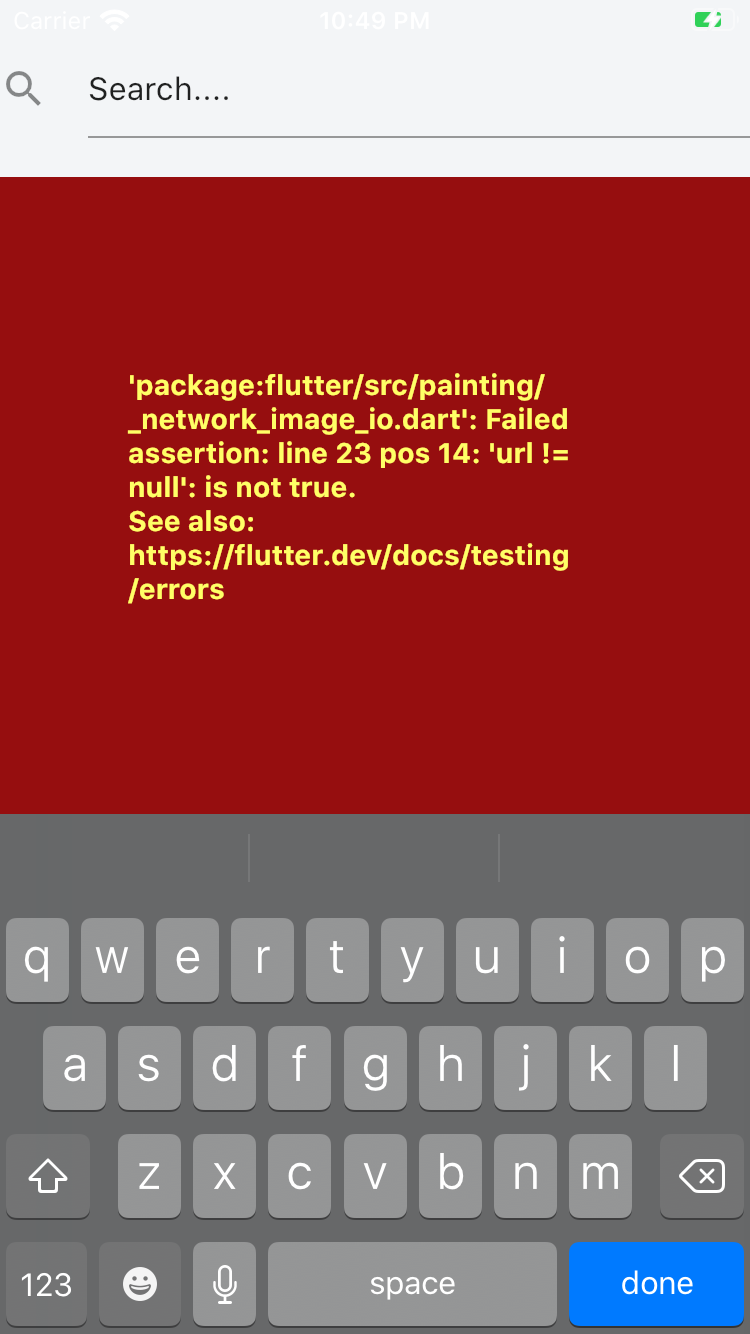 Carrier 10:49 PM
Search....
'package:flutter/src/painting/
_network_image_io.dart': Failed
assertion: line 23 pos 14: 'url !=
null': is not true.
See also:
https://flutter.dev/docs/testing
/errors
q w e r t y u i o p
a s d f g h j k l
z x c v b n m
123 space done